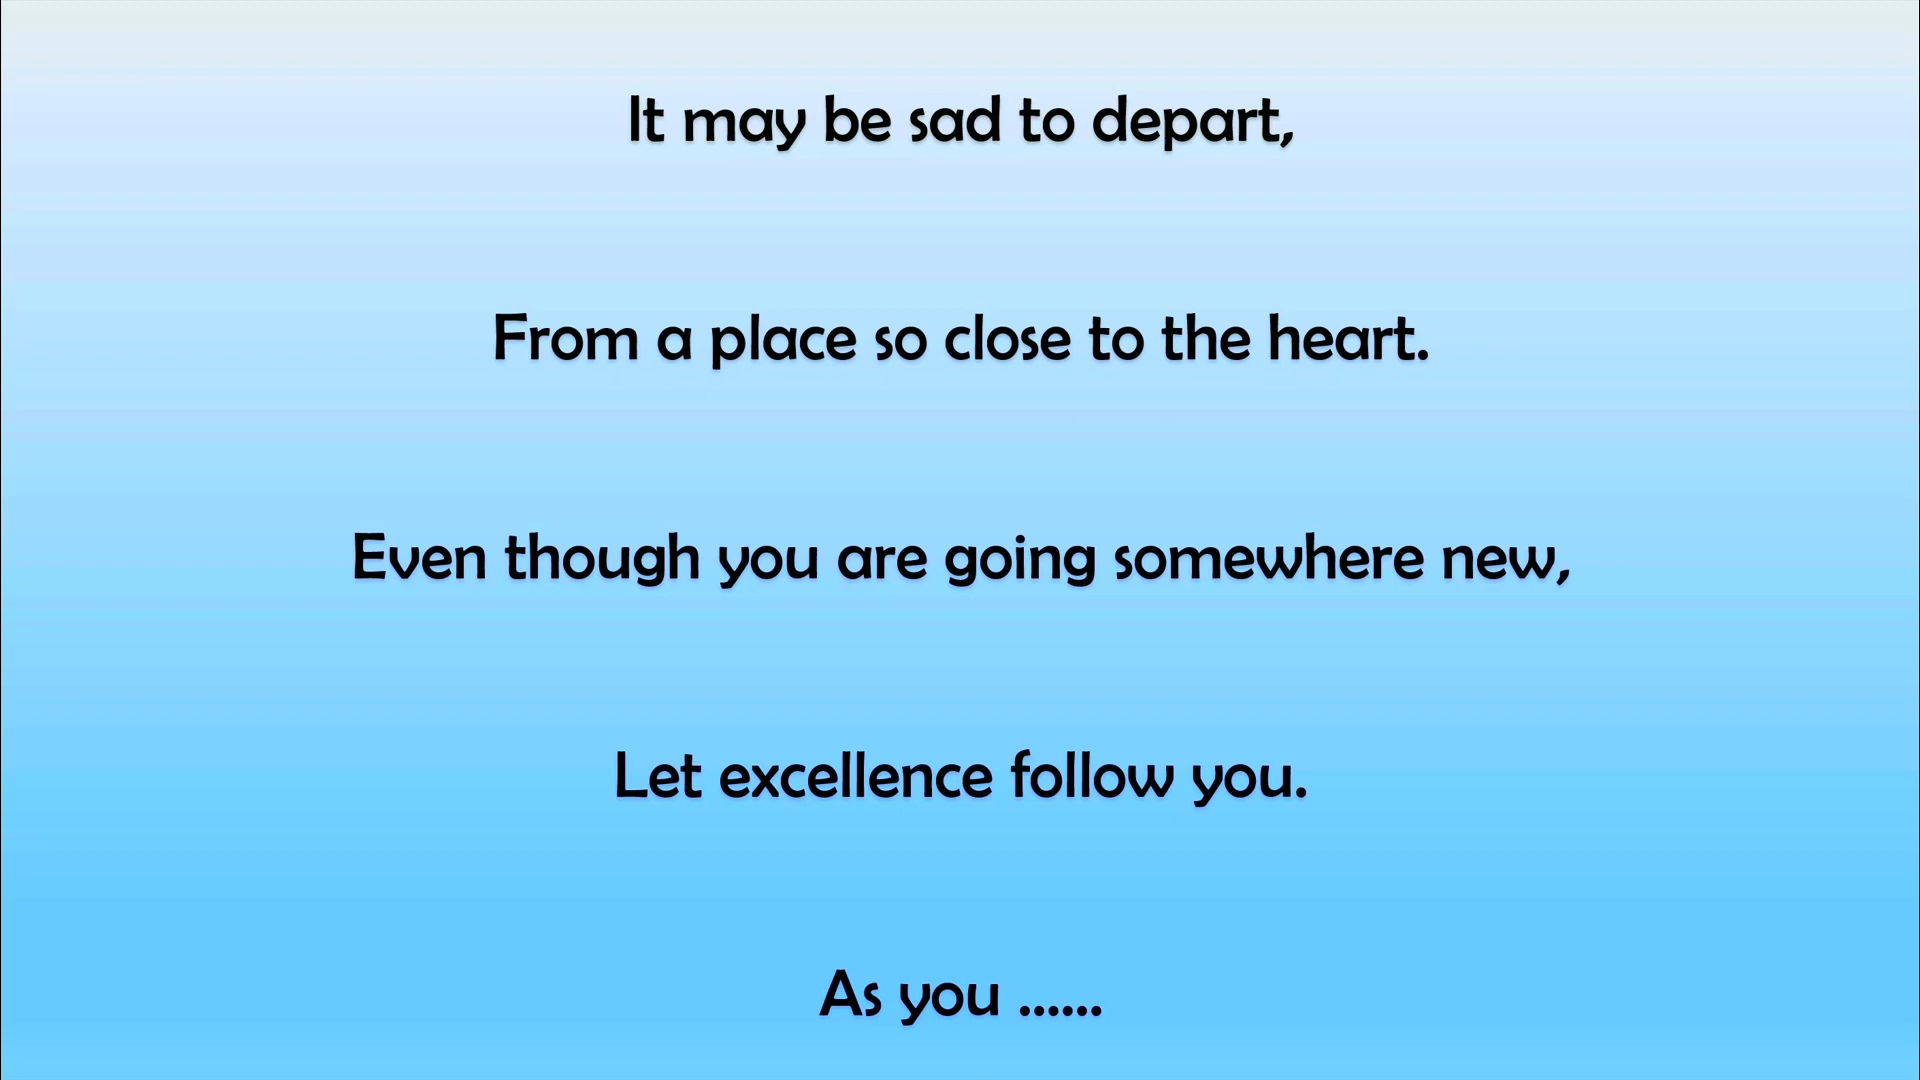 It may be sad to depart,
From a place so close to the heart.
Even though you are going somewhere new,
Let excellence follow you.
As you ......